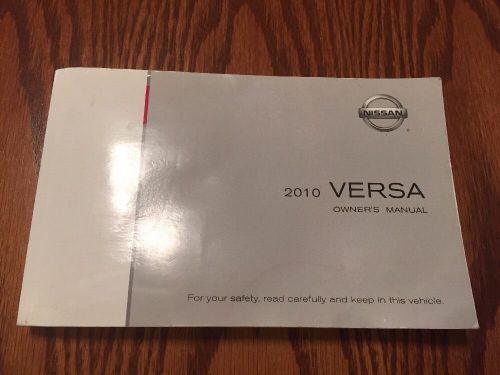 NISSAN
2010 VERSA
OWNER'S MANUAL
For your safety, read carefully and keep in this vehicle.